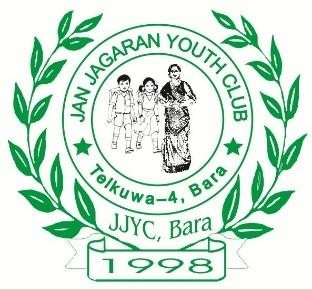 JAN JAGARAN YOUTH CLUB
Telkuwa-4, Bara
JJYC, Bara
1998